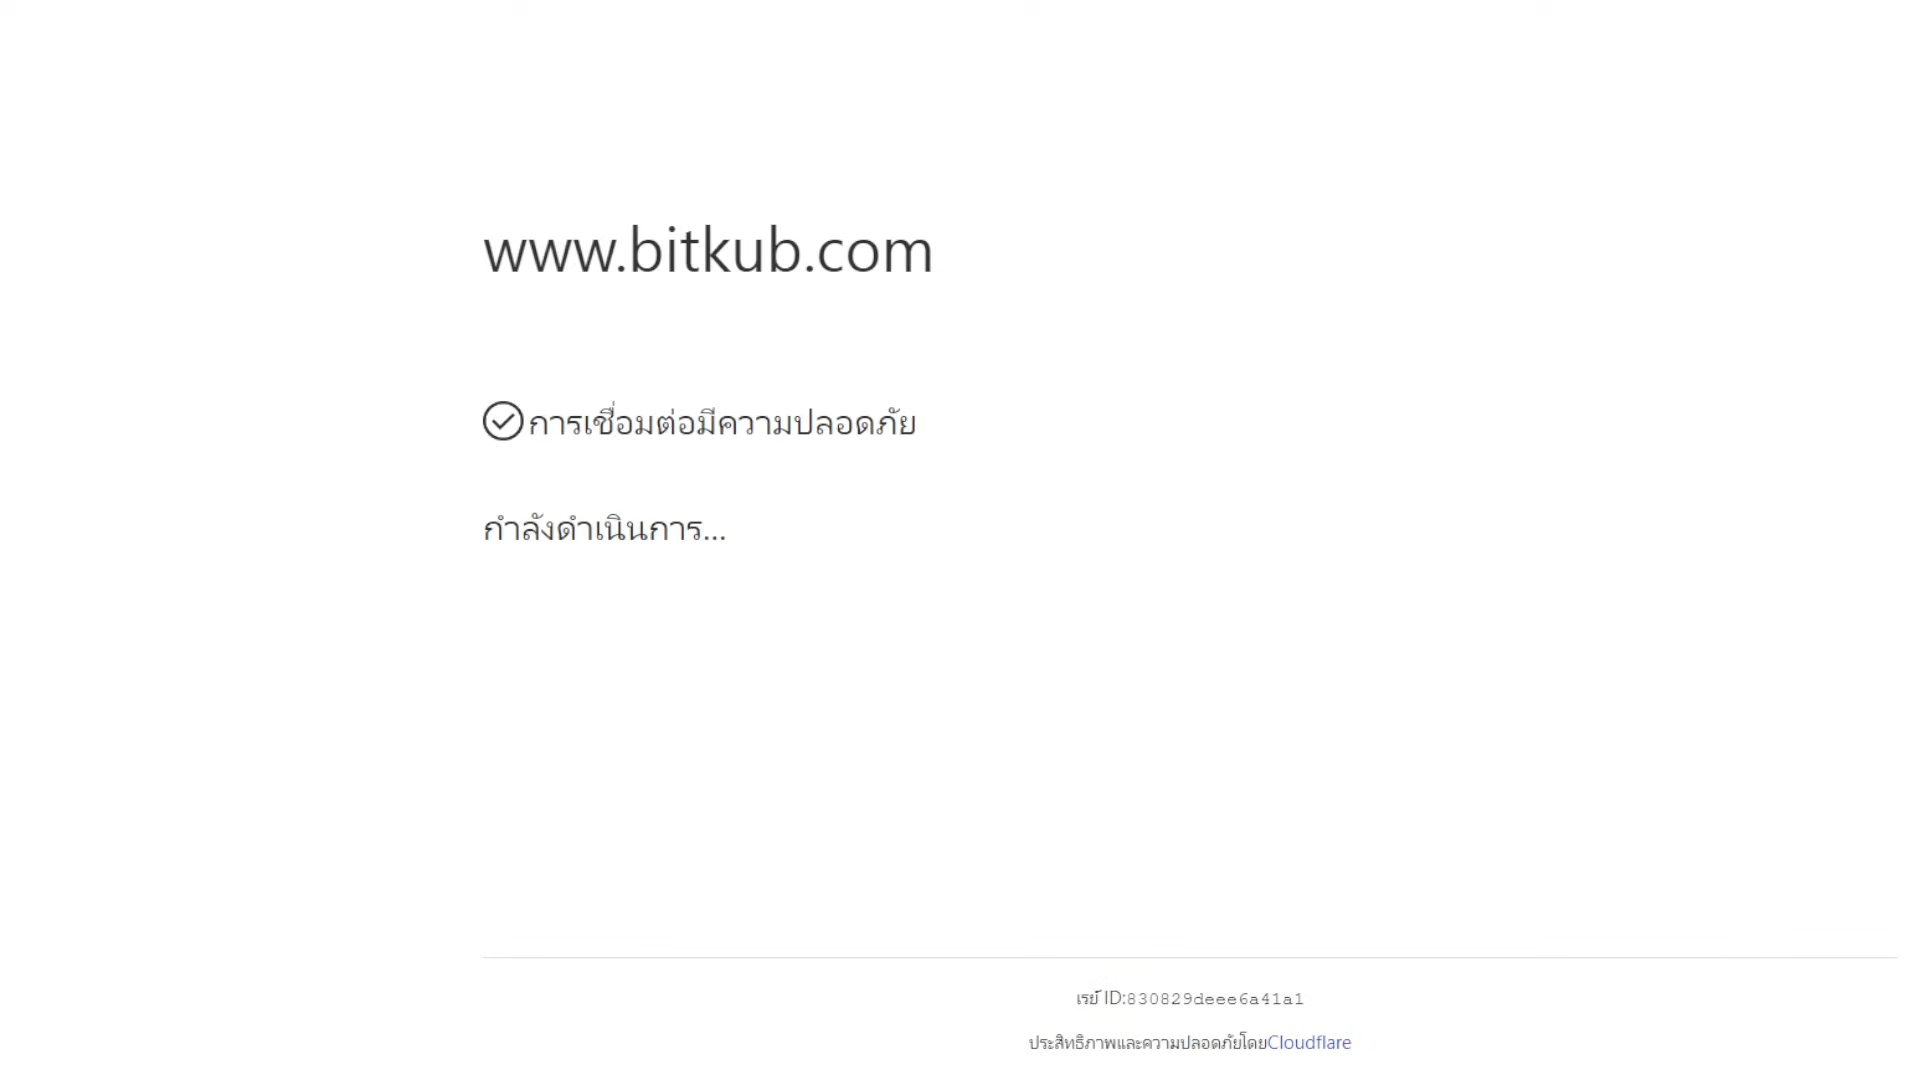 www.bitkub.com
การเชื่อมต่อมีความปลอดภัย
กำลังดำเนินการ...
เรย์ ID:830829deee6a41a1
ประสิทธิภาพและความปลอดภัยโดยCloudflare